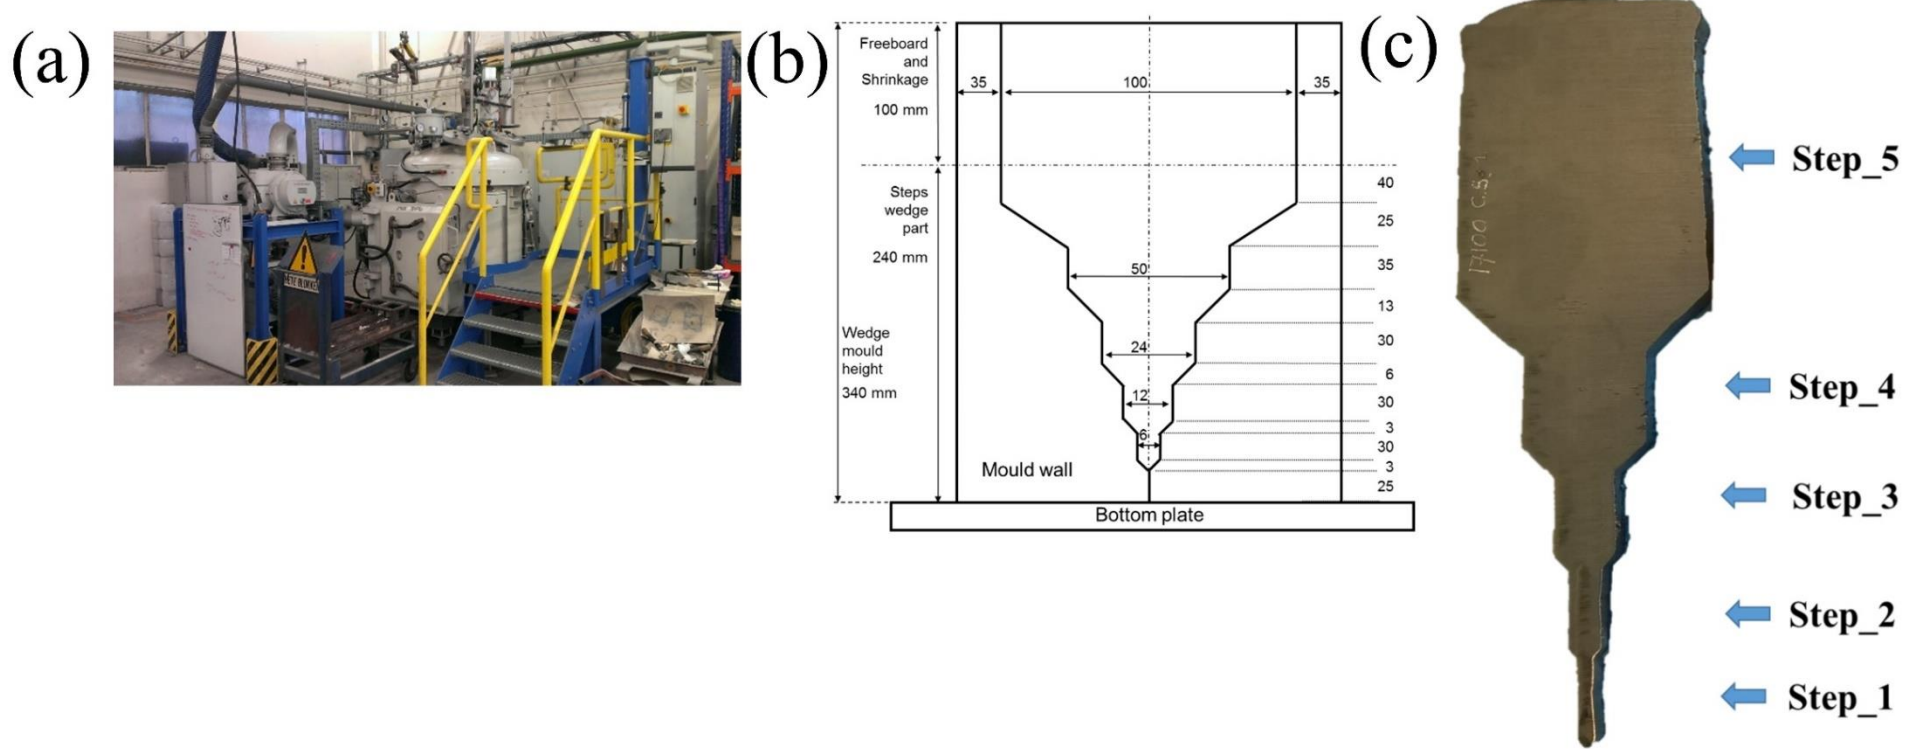 (a)
(b)
(c)
Freeboard
and
Shrinkage
100 mm
35
100
35
Steps
wedge
part
240 mm
Wedge
mould
height
340 mm
50
24
12
6
40
25
35
13
30
6
30
3
30
3
25
Mould wall
Bottom plate
Step_5
Step_4
Step_3
Step_2
Step_1